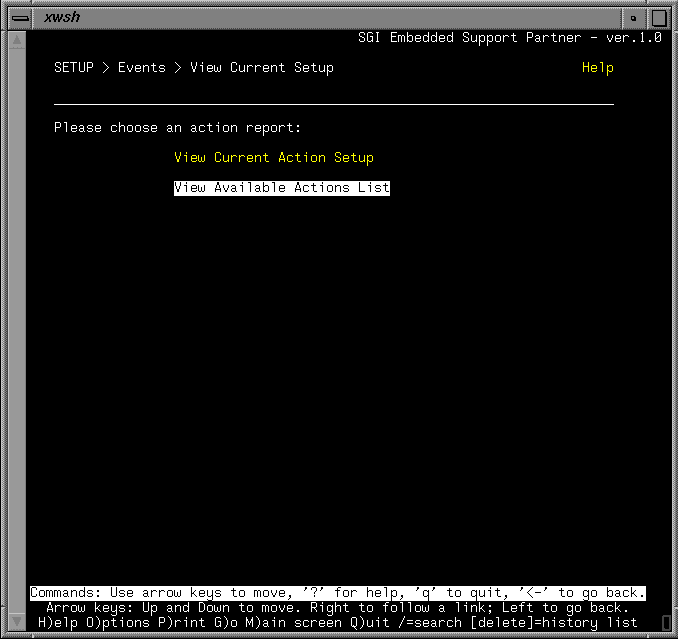 xwsh
SGI Embedded Support Partner - ver.1.0
SETUP > Events > View Current Setup Help
Please choose an action report:
View Current Action Setup
View Available Actions List
Commands: Use arrow keys to move, '?' for help, 'q' to quit, '<-' to go back.
Arrow keys: Up and Down to move. Right to follow a link; Left to go back.
H)elp O)ptions P)rint G)o M)ain screen Q)uit /=search [delete]=history list